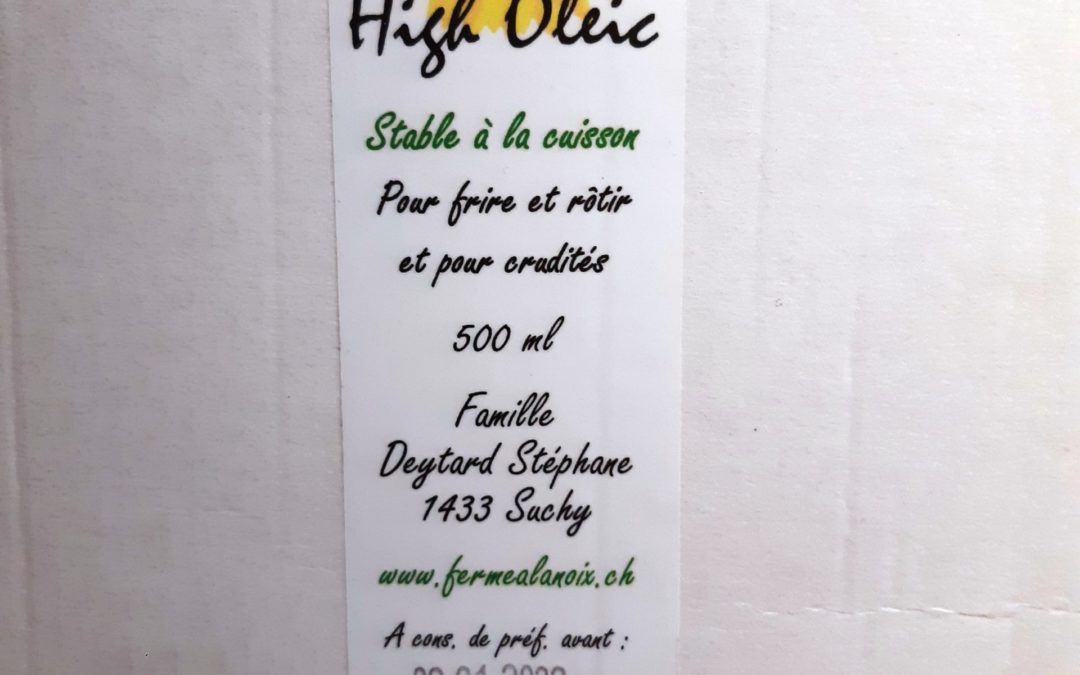 High Oleic
Stable à la cuisson
Pour frire et rôtir
et pour crudités
500 ml
Famille
Deytard Stéphane
1433 Suchy
www.fermealanoix.ch
A cons. de préf. avant :